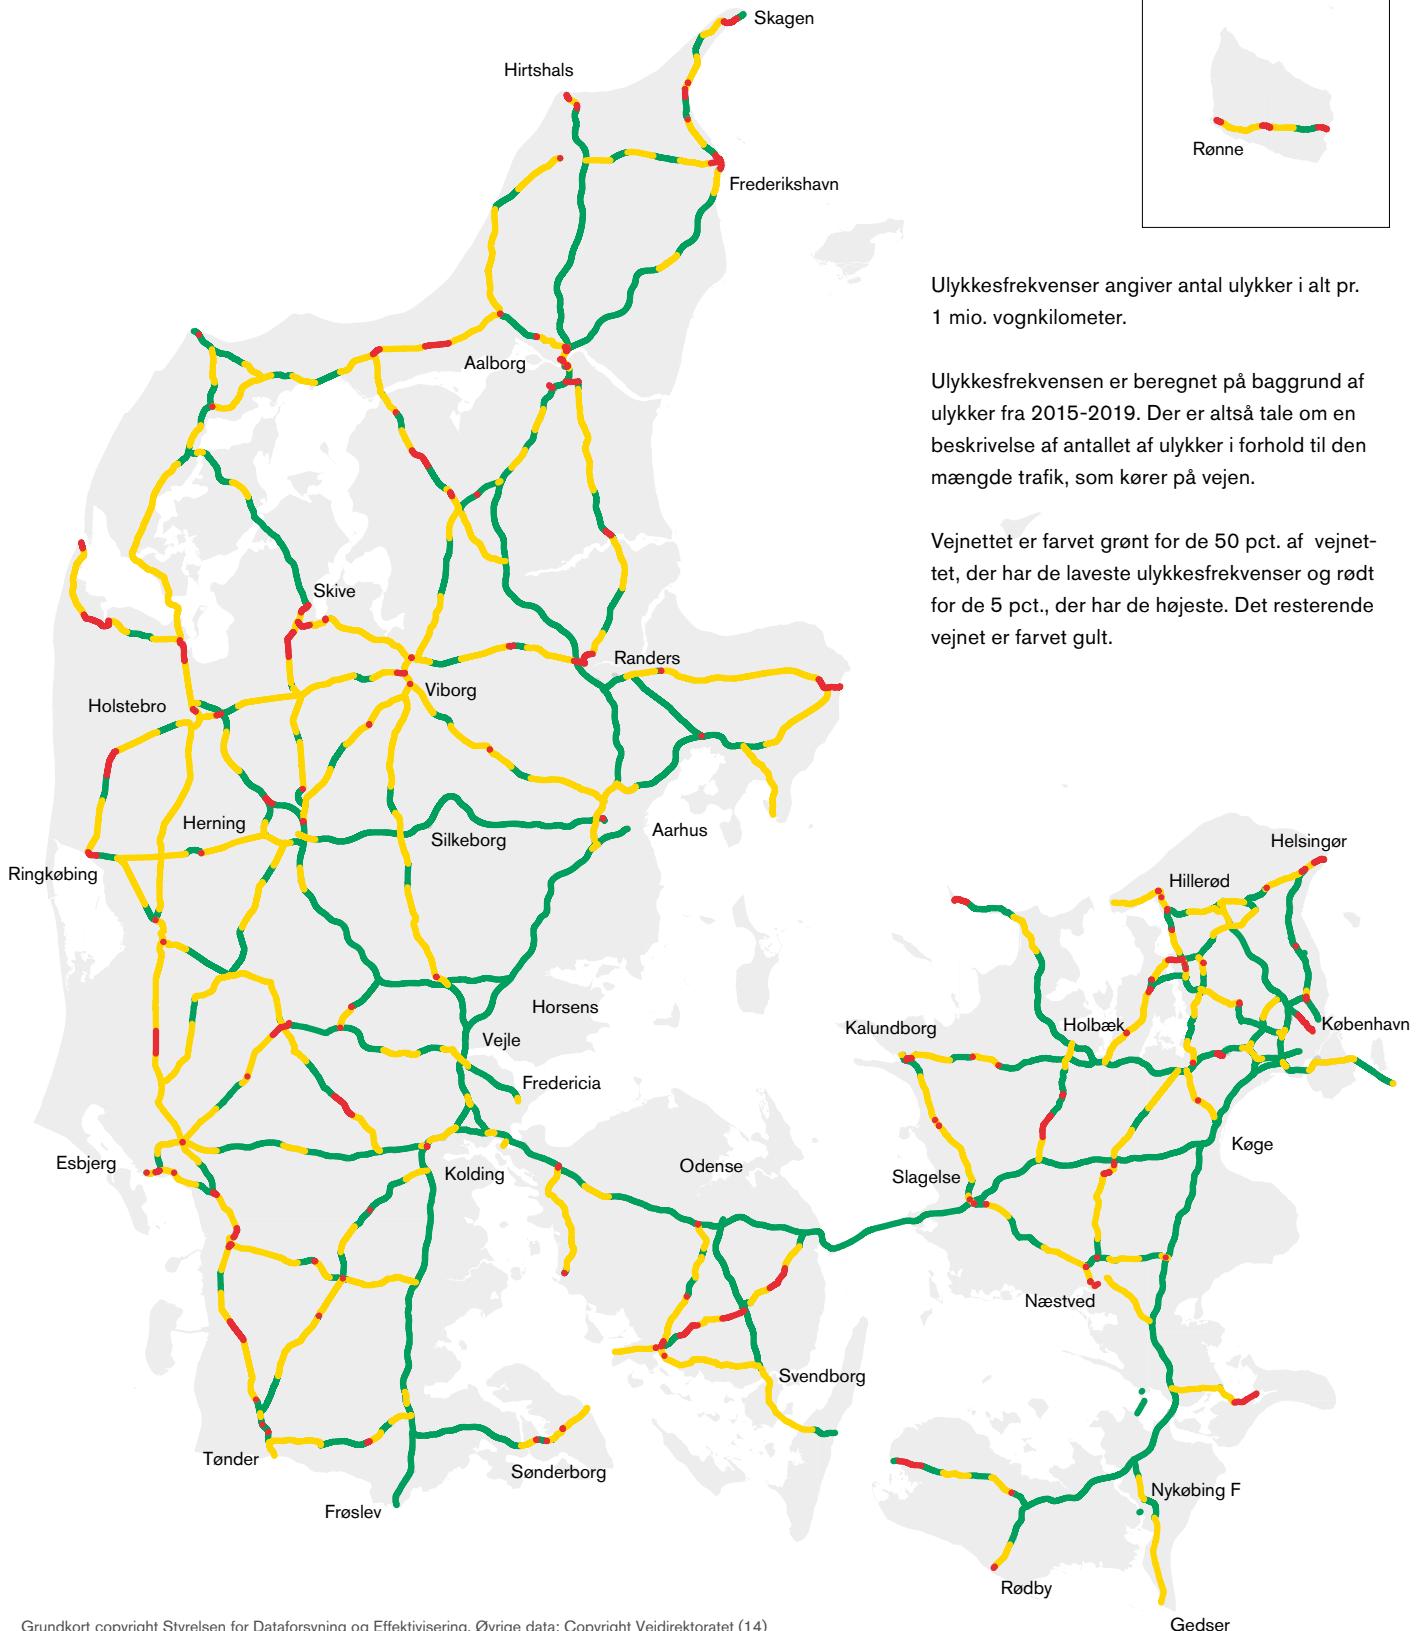 Skagen
Hirtshals
Rønne
Frederikshavn
Ulykkesfrekvenser angiver antal ulykker i alt pr.
1 mio. vognkilometer.
Ulykkesfrekvensen er beregnet på baggrund af
ulykker fra 2015-2019. Der er altså tale om en
beskrivelse af antallet af ulykker i forhold til den
mængde trafik, som kører på vejen.
Vejnettet er farvet grønt for de 50 pct. af vejnet-
tet, der har de laveste ulykkesfrekvenser og rødt
for de 5 pct., der har de højeste. Det resterende
vejnet er farvet gult.
Aalborg
Skive
Randers
Viborg
Holstebro
Herning
Silkeborg
Aarhus
Ringkøbing
Helsingør
Hillerød
Horsens
Vejle
Kalundborg
Holbæk
København
Fredericia
Esbjerg
Kolding
Odense
Slagelse
Køge
Næstved
Svendborg
Tønder
Sønderborg
Frøslev
Nykøbing F
Rødby
Gedser
Grundkort copyright Styrelsen for Dataforsyning og Effektivisering. Øvrige data: Copyright Vejdirektoratet (14)